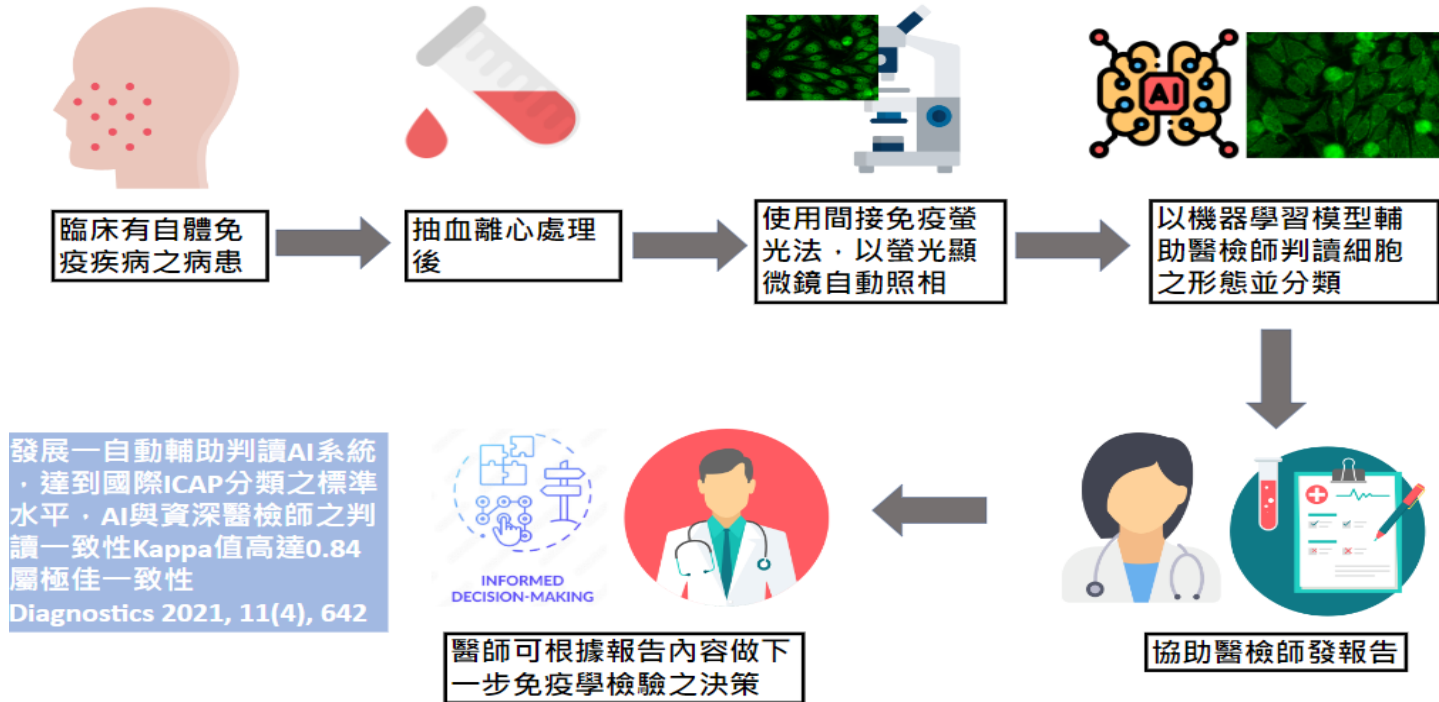 臨床有自體免
疫疾病之病患
抽血離心處理
後
使用間接免疫螢
光法，以螢光顯
微鏡自動照相
AI
以機器學習模型輔
助醫檢師判讀細胞
之形態並分類
協助醫檢師發報告
INFORMED
DECISION-MAKING
醫師可根據報告內容做下
一步免疫學檢驗之決策
發展一自動輔助判讀AI系統
，達到國際ICAP分類之標準
水平，AI與資深醫檢師之判
讀一致性Kappa值高達0.84
屬極佳一致性
Diagnostics 2021, 11(4), 642